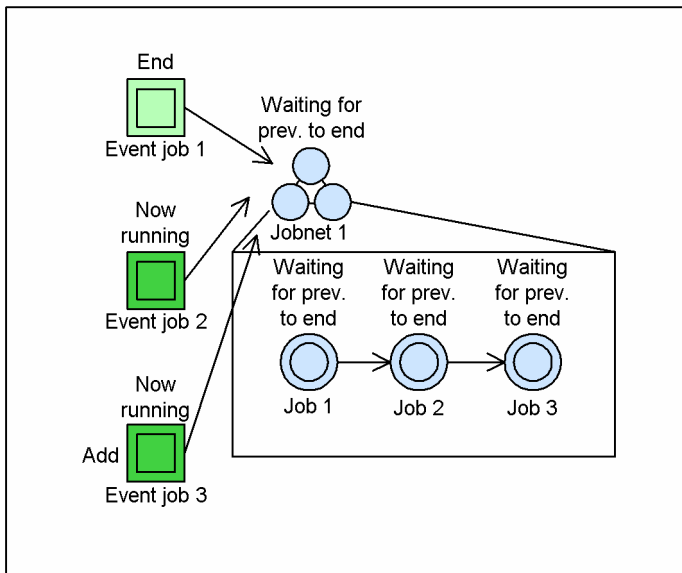 End
Event job 1
Waiting for
prev. to end
Jobnet 1
Now
running
Event job 2
Waiting
for prev.
to end
Job 1
Waiting
for prev.
to end
Job 2
Waiting
for prev.
to end
Job 3
Now
running
Add
Event job 3